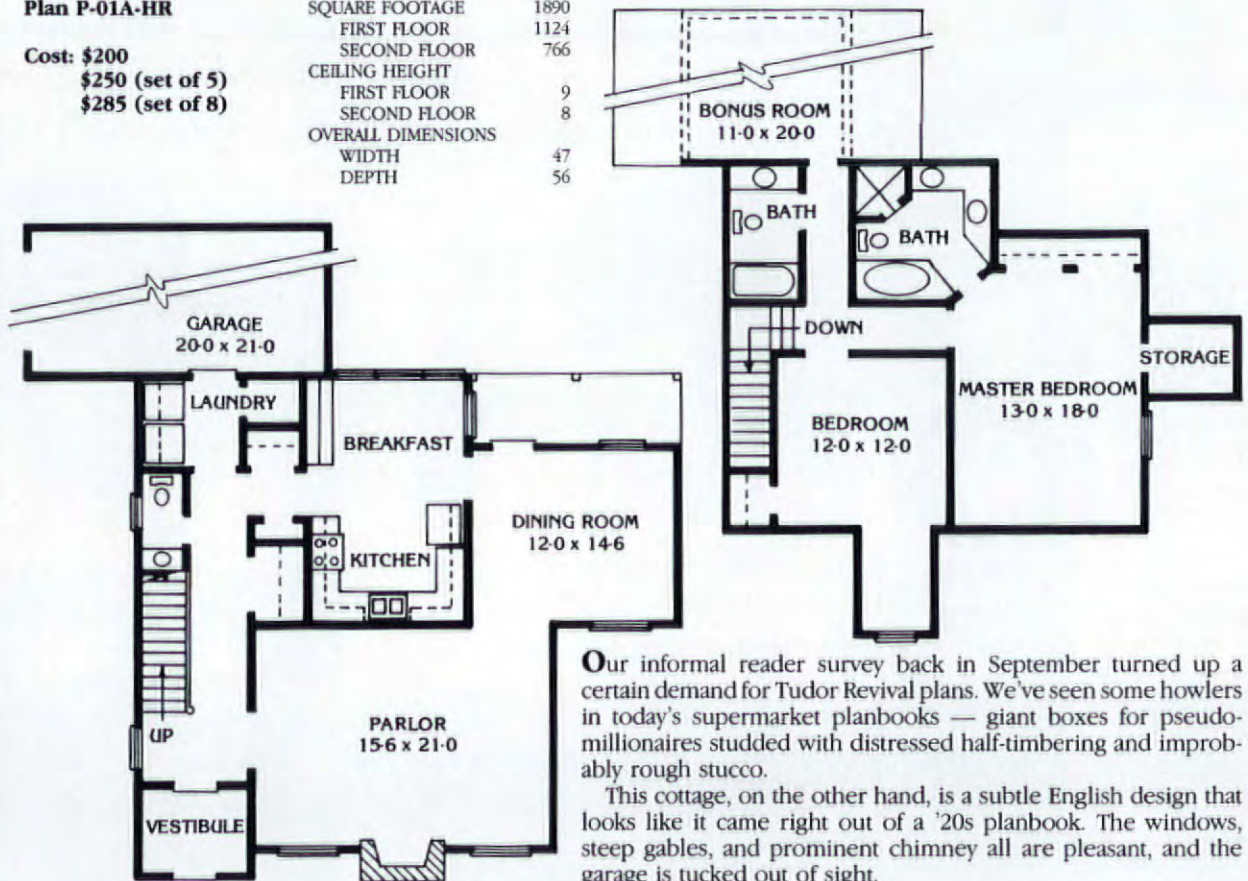 Plan P-01A-HR
Cost: $200
$250 (set of 5)
$285 (set of 8)
SQUARE FOOTAGE 1890
FIRST FLOOR 1124
SECOND FLOOR 766
CEILING HEIGHT
FIRST FLOOR 9
SECOND FLOOR 8
OVERALL DIMENSIONS
WIDTH 47
DEPTH 56
BONUS ROOM
11-0 x 20-0
BATH
BATH
DOWN
STORAGE
MASTER BEDROOM
13-0 x 18-0
BEDROOM
12-0 x 12-0
GARAGE
20-0 x 21-0
LAUNDRY
BREAKFAST
DINING ROOM
12-0 x 14-6
KITCHEN
PARLOR
15-6 x 21-0
UP
VESTIBULE
Our informal reader survey back in September turned up a
certain demand for Tudor Revival plans. We've seen some howlers
in today's supermarket planbooks — giant boxes for pseudo-
millionaires studded with distressed half-timbering and improb-
ably rough stucco.
This cottage, on the other hand, is a subtle English design that
looks like it came right out of a '20s planbook. The windows,
steep gables, and prominent chimney all are pleasant, and the
garage is tucked out of sight.